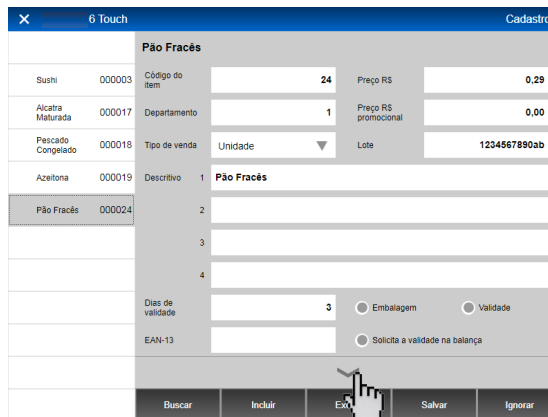 6 Touch
Cadastro
Pão Fracês
Sushi 000003
Código do item 24
Preço R$ 0,29
Alcatra Maturada 000017
Departamento 1
Preço R$ promocional 0,00
Pescado Congelado 000018
Tipo de venda Unidade
Lote 1234567890ab
Azeitona 000019
Descritivo 1 Pão Fracês
Pão Fracês 000024
2
3
4
Dias de validade 3
Embalagem
Validade
EAN-13
Solicita a validade na balança
Buscar
Incluir
Salvar
Ignorar